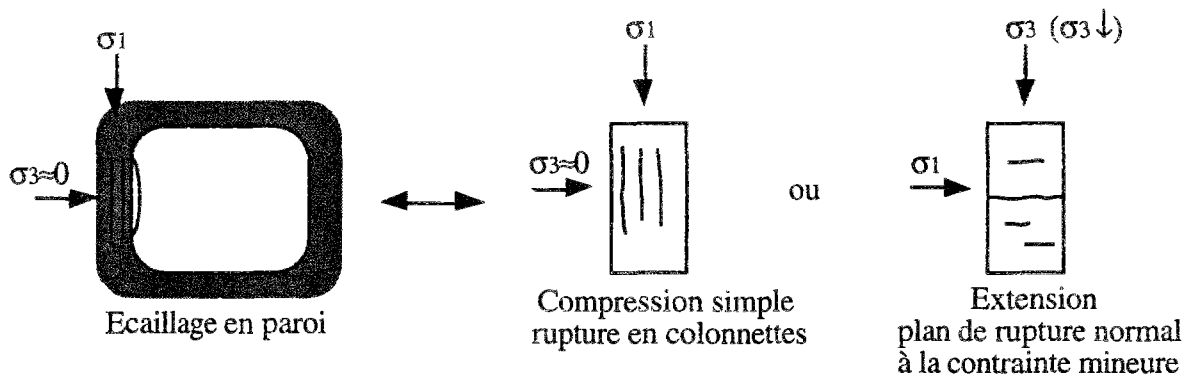 σ1
σ3≈0
Ecaillage en paroi
σ1
σ3≈0
Compression simple
rupture en colonnettes
ou
σ3 (σ3↓)
σ1
Extension
plan de rupture normal
à la contrainte mineure